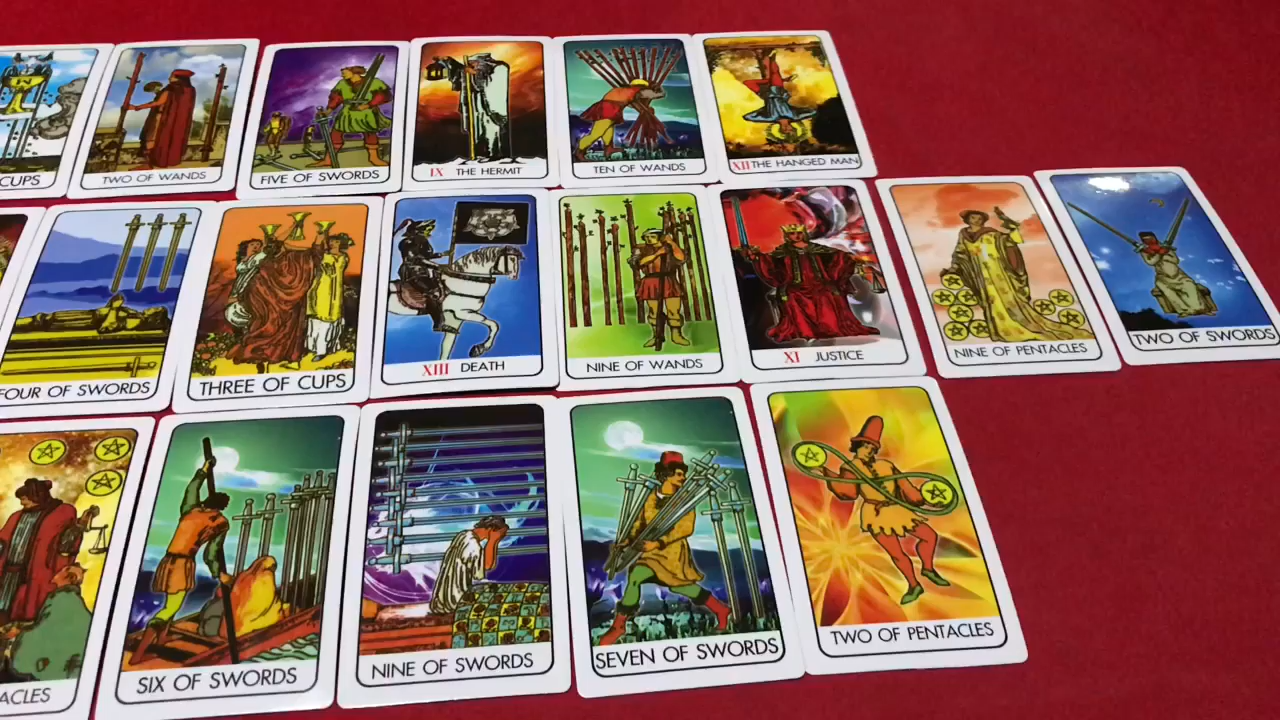 CUPS
TWO OF WANDS
FIVE OF SWORDS
IX THE HERMIT
TEN OF WANDS
XII THE HANGED MAN
FOUR OF SWORDS
THREE OF CUPS
XIII DEATH
NINE OF WANDS
XI JUSTICE
NINE OF PENTACLES
TWO OF SWORDS
ACLES
SIX OF SWORDS
NINE OF SWORDS
SEVEN OF SWORDS
TWO OF PENTACLES